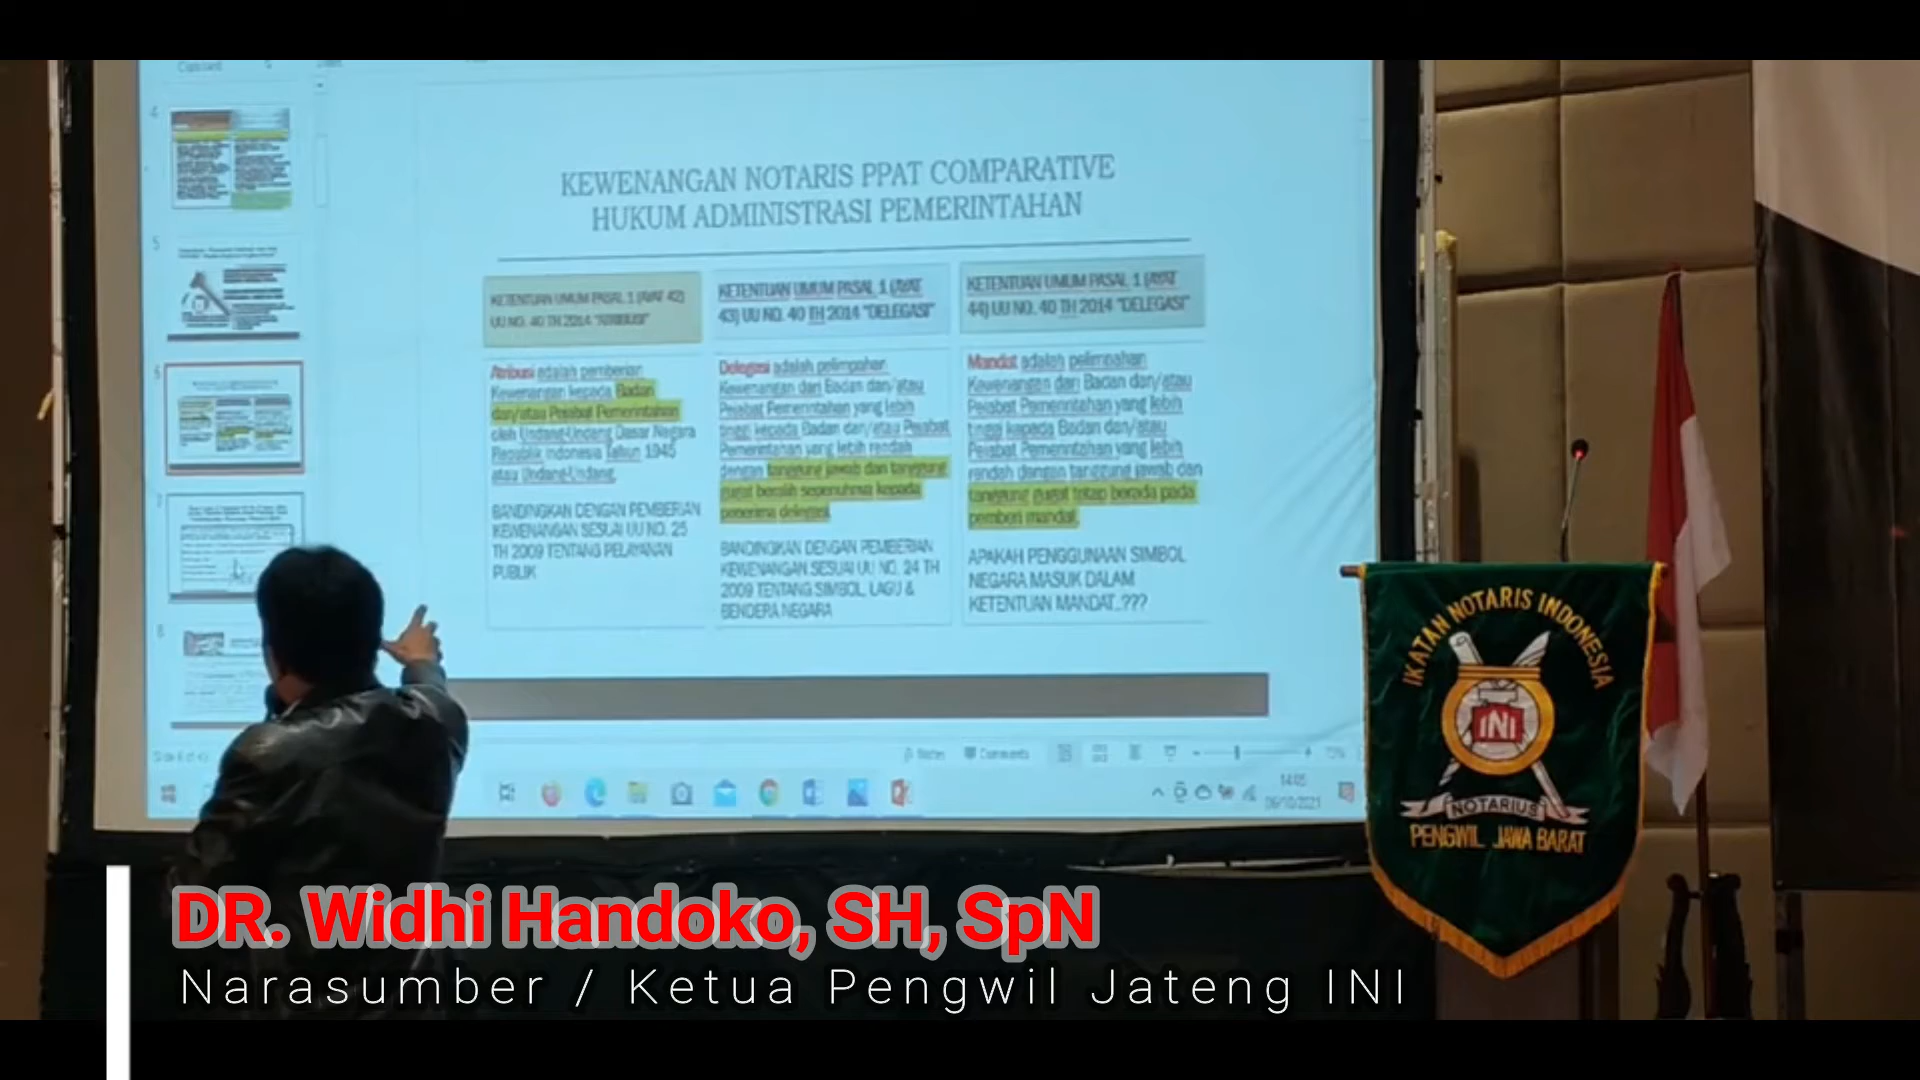 KEWENANGAN NOTARIS PPAT COMPARATIVE
HUKUM ADMINISTRASI PEMERINTAHAN
KETENTUAN UMUM PASAL 1 (AYAT 42)
UU NO. 40 TH 2014 "ATRIBUSI"
Atribusi adalah pemberian
Kewenangan kepada Badan
dan/atau Pejabat Pemerintahan
oleh Undang-Undang Dasar Negara
Republik Indonesia Tahun 1945
atau Undang-Undang.
BANDINGKAN DENGAN PEMBERIAN
KEWENANGAN SESUAI UU NO. 25
TH 2009 TENTANG PELAYANAN
PUBLIK
KETENTUAN UMUM PASAL 1 (AYAT
43) UU NO. 40 TH 2014 "DELEGASI"
Delegasi adalah pelimpahan
Kewenangan dari Badan dan/atau
Pejabat Pemerintahan yang lebih
tinggi kepada Badan dan/atau Pejabat
Pemerintahan yang lebih rendah
dengan tanggung jawab dan tanggung
gugat beralih sepenuhnya kepada
penerima delegasi.
BANDINGKAN DENGAN PEMBERIAN
KEWENANGAN SESUAI UU NO. 24 TH
2009 TENTANG SIMBOL, LAGU &
BENDERA NEGARA
KETENTUAN UMUM PASAL 1 (AYAT
44) UU NO. 40 TH 2014 "DELEGASI"
Mandat adalah pelimpahan
Kewenangan dari Badan dan/atau
Pejabat Pemerintahan yang lebih
tinggi kepada Badan dan/atau
Pejabat Pemerintahan yang lebih
rendah dengan tanggung jawab dan
tanggung gugat tetap berada pada
pemberi mandat.
APAKAH PENGGUNAAN SIMBOL
NEGARA MASUK DALAM
KETENTUAN MANDAT..???
Notes
Comments
14:05
06/10/2021
IKATAN NOTARIS INDONESIA
INI
NOTARIUS
PENGWIL JAWA BARAT
DR. Widhi Handoko, SH, SpN
Narasumber / Ketua Pengwil Jateng INI